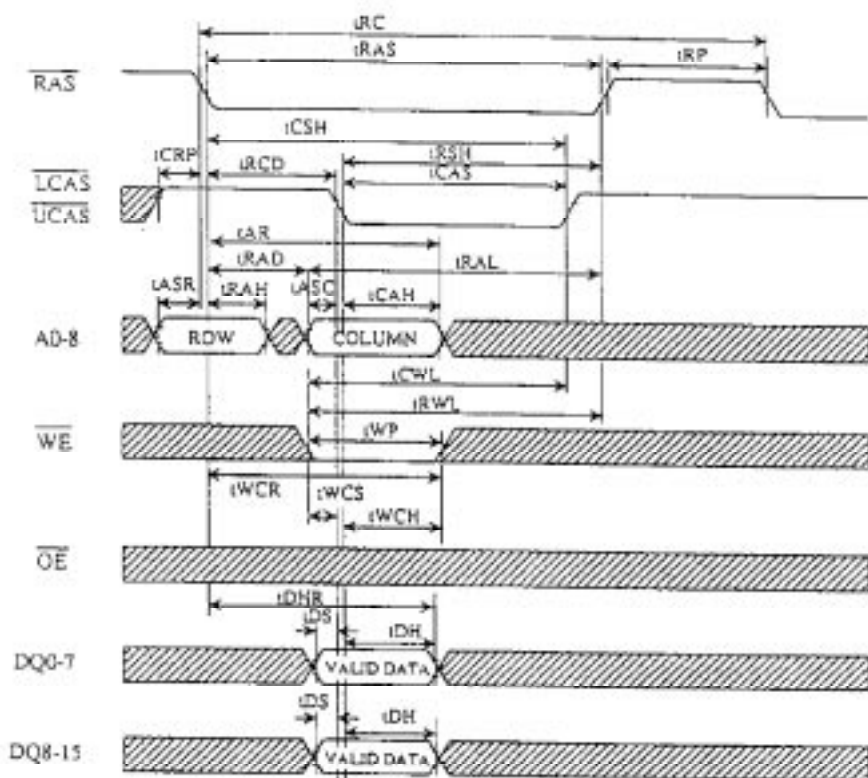 tRC
tRAS
tRP
RAS
tCSH
tCRP
tRCD
tRSH
LCAS
tCAS
UCAS
tAR
tRAD
tRAL
tASR
tRAH
tASC
tCAH
A0-8
ROW
COLUMN
tCWL
tRWL
WE
tWP
tWCR
tWCS
tWCH
OE
tDHR
tDS
tDH
DQ0-7
VALID DATA
tDS
tDH
DQ8-15
VALID DATA